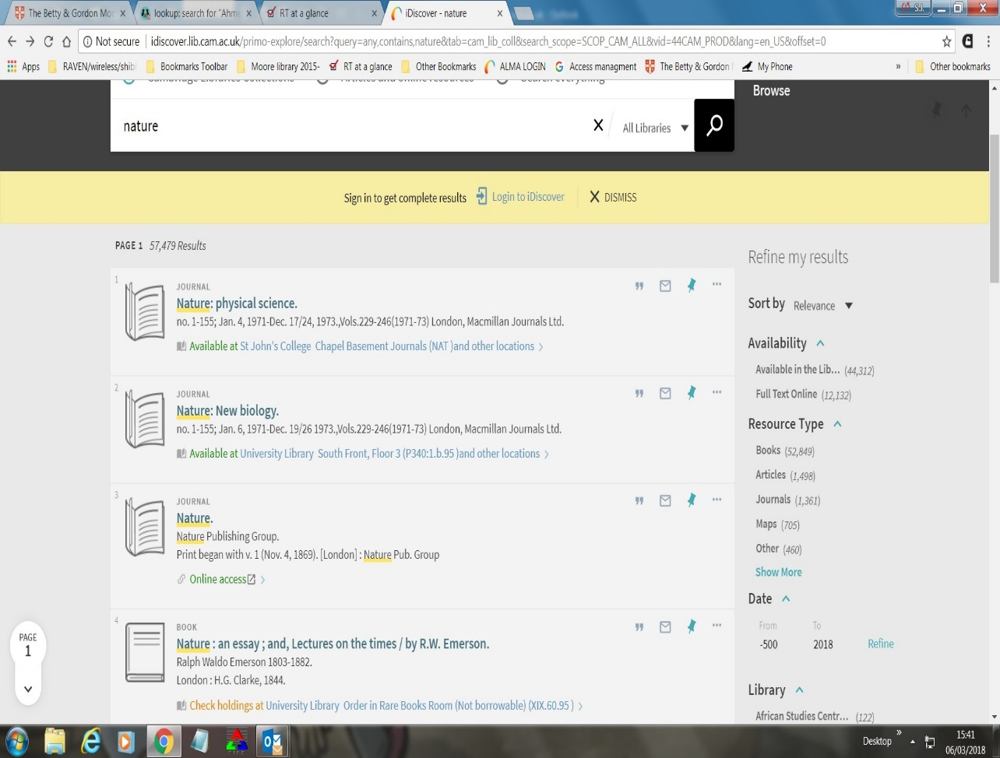 The Betty & Gordon Mo
lookup: search for "Ahme
RT at a glance
iDiscover - nature
SJ.
Not secure
idiscover.lib.cam.ac.uk/primo-explore/search?query=any,contains,nature&tab=cam_lib_coll&search_scope=SCOP_CAM_ALL&vid=44CAM_PROD&lang=en_US&offset=0
Apps
RAVEN/wireless/shib
Bookmarks Toolbar
Moore library 2015-
RT at a glance
Other Bookmarks
ALMA LOGIN
Access managment
The Betty & Gordon
My Phone
»
Other bookmarks
Cambridge Libraries Collections
Articles and online resources
Search everything
Browse
nature
All Libraries
Sign in to get complete results
Login to iDiscover
DISMISS
PAGE 1 57,479 Results
1
JOURNAL
Nature: physical science.
no. 1-155; Jan. 4, 1971-Dec. 17/24, 1973.,Vols.229-246(1971-73) London, Macmillan Journals Ltd.
Available at St John's College Chapel Basement Journals (NAT )and other locations
2
JOURNAL
Nature: New biology.
no. 1-155; Jan. 6, 1971-Dec. 19/26 1973.,Vols.229-246(1971-73) London, Macmillan Journals Ltd.
Available at University Library South Front, Floor 3 (P340:1.b.95 )and other locations
3
JOURNAL
Nature.
Nature Publishing Group.
Print began with v. 1 (Nov. 4, 1869). [London] : Nature Pub. Group
Online access
4
BOOK
Nature : an essay ; and, Lectures on the times / by R.W. Emerson.
Ralph Waldo Emerson 1803-1882.
London : H.G. Clarke, 1844.
Check holdings at University Library Order in Rare Books Room (Not borrowable) (XIX.60.95 )
PAGE
1
Refine my results
Sort by Relevance
Availability
Available in the Lib... (44,312)
Full Text Online (12,132)
Resource Type
Books (52,849)
Articles (1,498)
Journals (1,361)
Maps (705)
Other (460)
Show More
Date
From To
-500 2018 Refine
Library
African Studies Centr... (122)
Desktop
»
15:41
06/03/2018